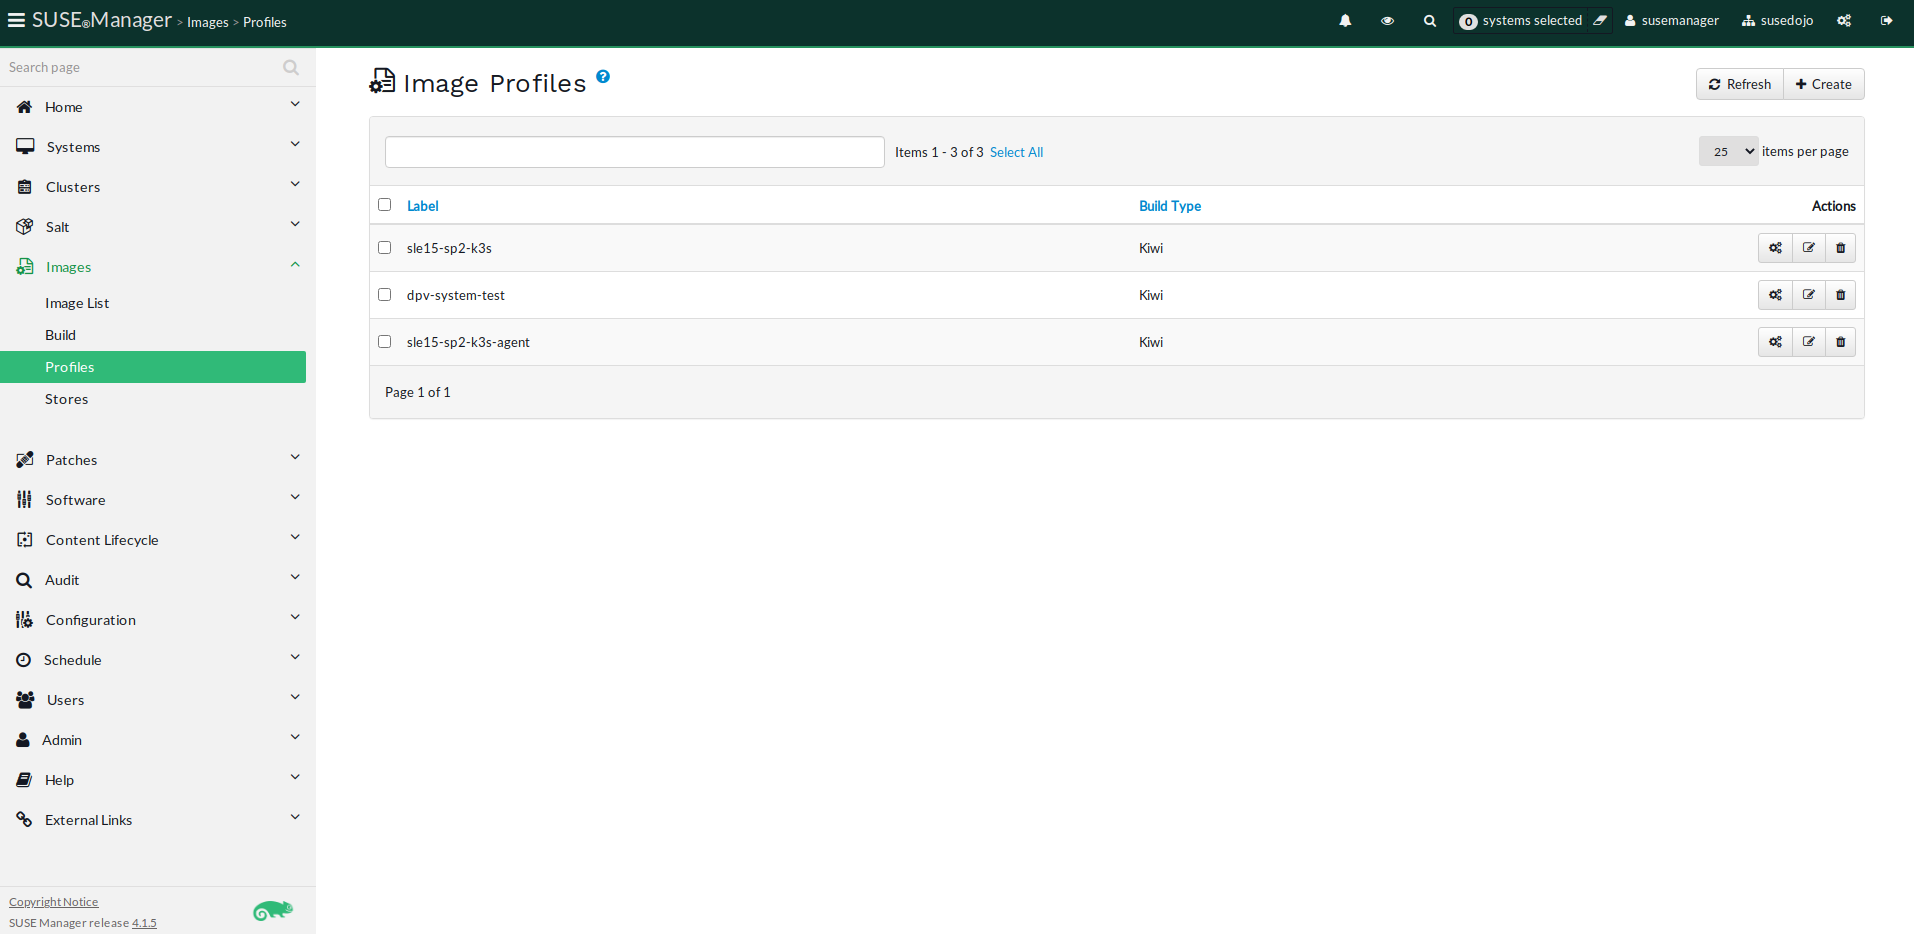 SUSE®Manager > Images > Profiles
0 systems selected
susemanager
susedojo
Search page
Home
Systems
Clusters
Salt
Images
Image List
Build
Profiles
Stores
Patches
Software
Content Lifecycle
Audit
Configuration
Schedule
Users
Admin
Help
External Links
Copyright Notice
SUSE Manager release 4.1.5
Image Profiles ?
Refresh
Create
Items 1 - 3 of 3 Select All
25 items per page
Label Build Type Actions
sle15-sp2-k3s Kiwi
dpv-system-test Kiwi
sle15-sp2-k3s-agent Kiwi
Page 1 of 1